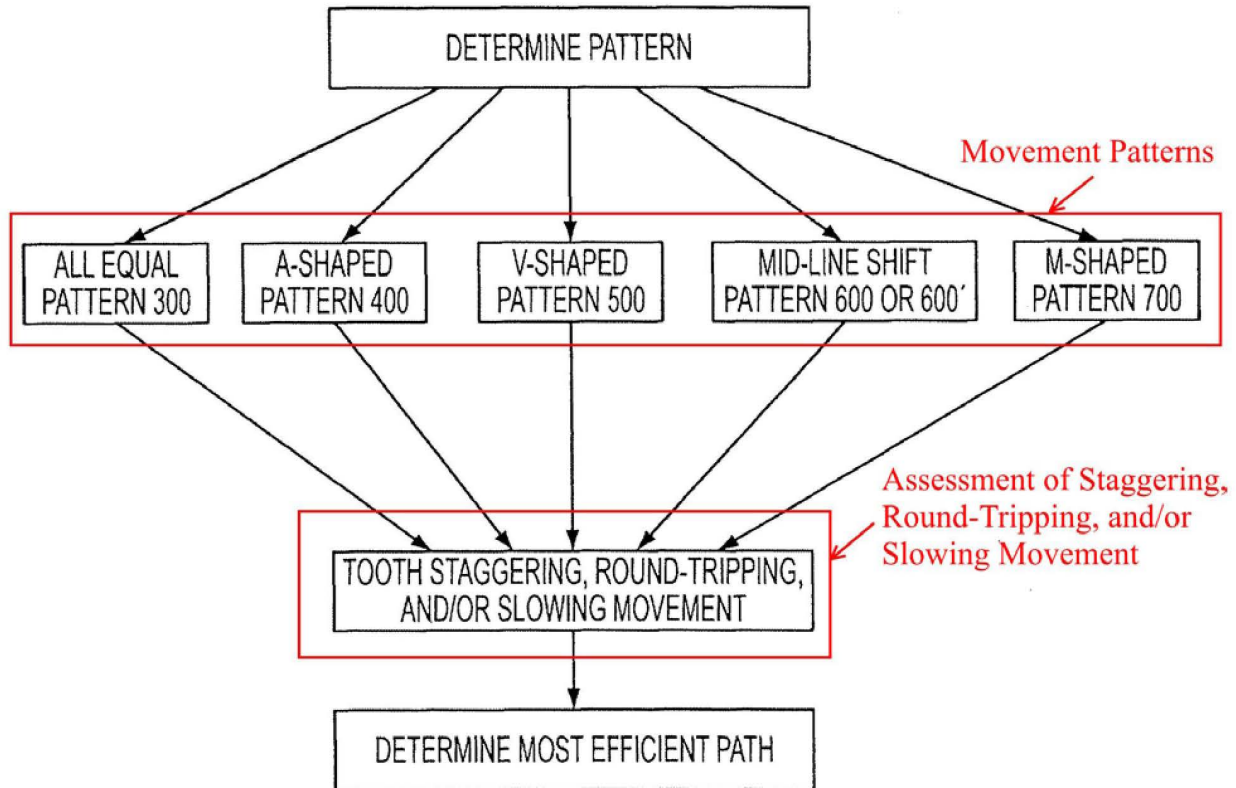 DETERMINE PATTERN
Movement Patterns
ALL EQUAL
PATTERN 300
A-SHAPED
PATTERN 400
V-SHAPED
PATTERN 500
MID-LINE SHIFT
PATTERN 600 OR 600´
M-SHAPED
PATTERN 700
Assessment of Staggering,
Round-Tripping, and/or
Slowing Movement
TOOTH STAGGERING, ROUND-TRIPPING,
AND/OR SLOWING MOVEMENT
DETERMINE MOST EFFICIENT PATH